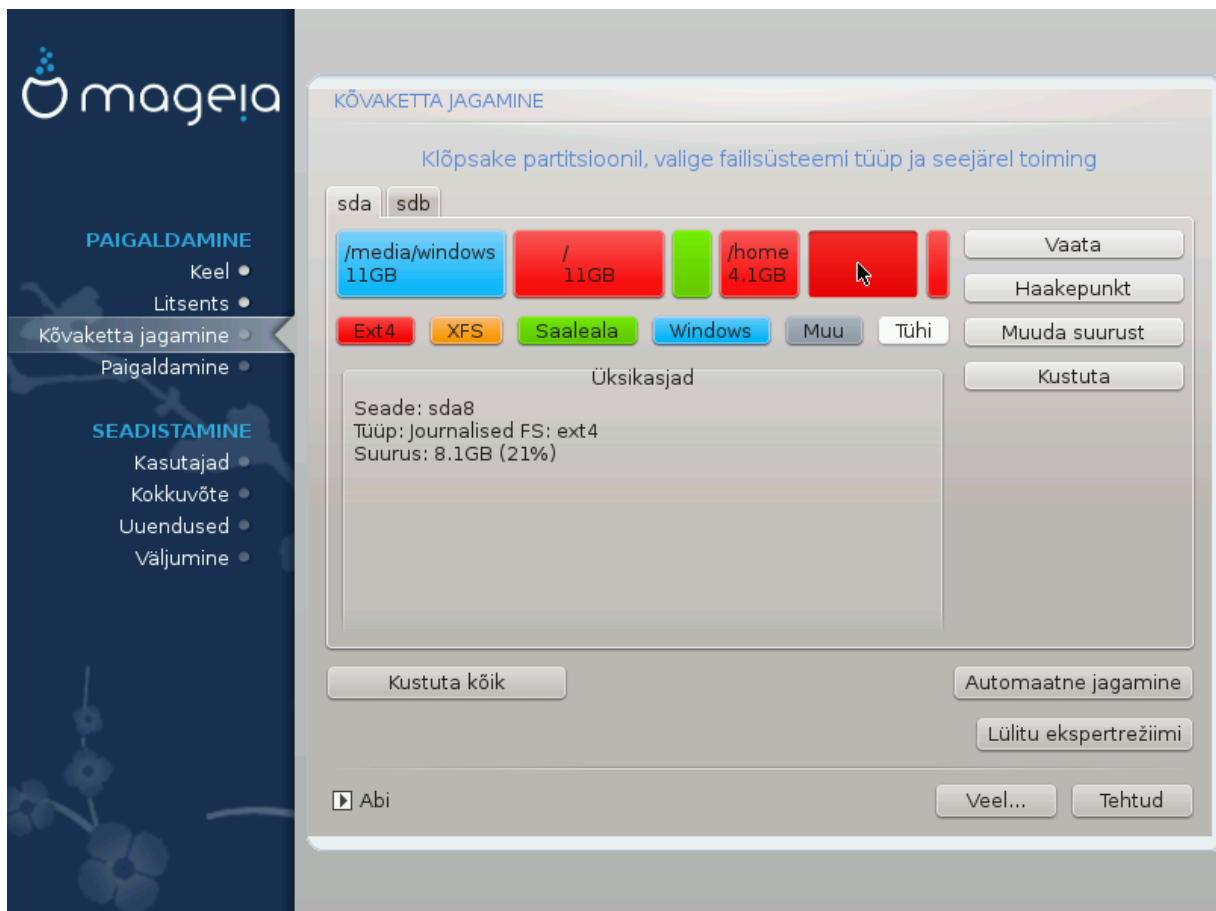 mageia
PAIGALDAMINE
Keel
Litsents
Kõvaketta jagamine
Paigaldamine
SEADISTAMINE
Kasutajad
Kokkuvõte
Uuendused
Väljumine
KÕVAKETTA JAGAMINE
Klõpsake partitsioonil, valige failisüsteemi tüüp ja seejärel toiming
sda sdb
/media/windows
11GB
/
11GB
/home
4.1GB
Ext4 XFS Saaleala Windows Muu Tühi
Vaata
Haakepunkt
Muuda suurust
Kustuta
Üksikasjad
Seade: sda8
Tüüp: Journalised FS: ext4
Suurus: 8.1GB (21%)
Kustuta kõik
Automaatne jagamine
Lülitu ekspertrežiimi
Abi
Veel... Tehtud